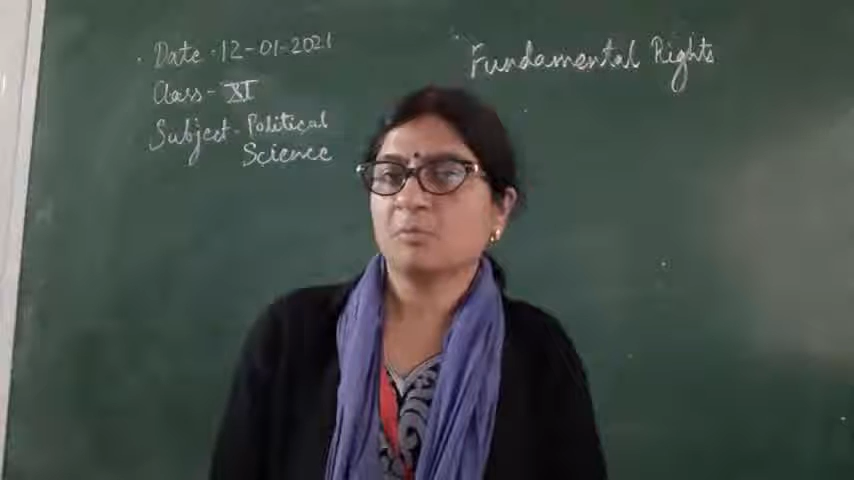 Date - 12-01-2021
Class - XI
Subject - Political
Science
Fundamental Rights